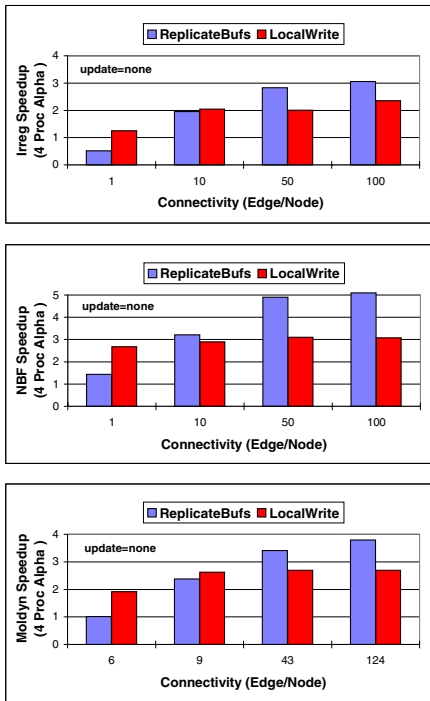 ReplicateBufs LocalWrite
update=none
4
3
2
1
0
Irreg Speedup
(4 Proc Alpha )
1 10 50 100
Connectivity (Edge/Node)
ReplicateBufs LocalWrite
update=none
5
4
3
2
1
0
NBF Speedup
(4 Proc Alpha )
1 10 50 100
Connectivity (Edge/Node)
ReplicateBufs LocalWrite
update=none
4
3
2
1
0
Moldyn Speedup
(4 Proc Alpha )
6 9 43 124
Connectivity (Edge/Node)